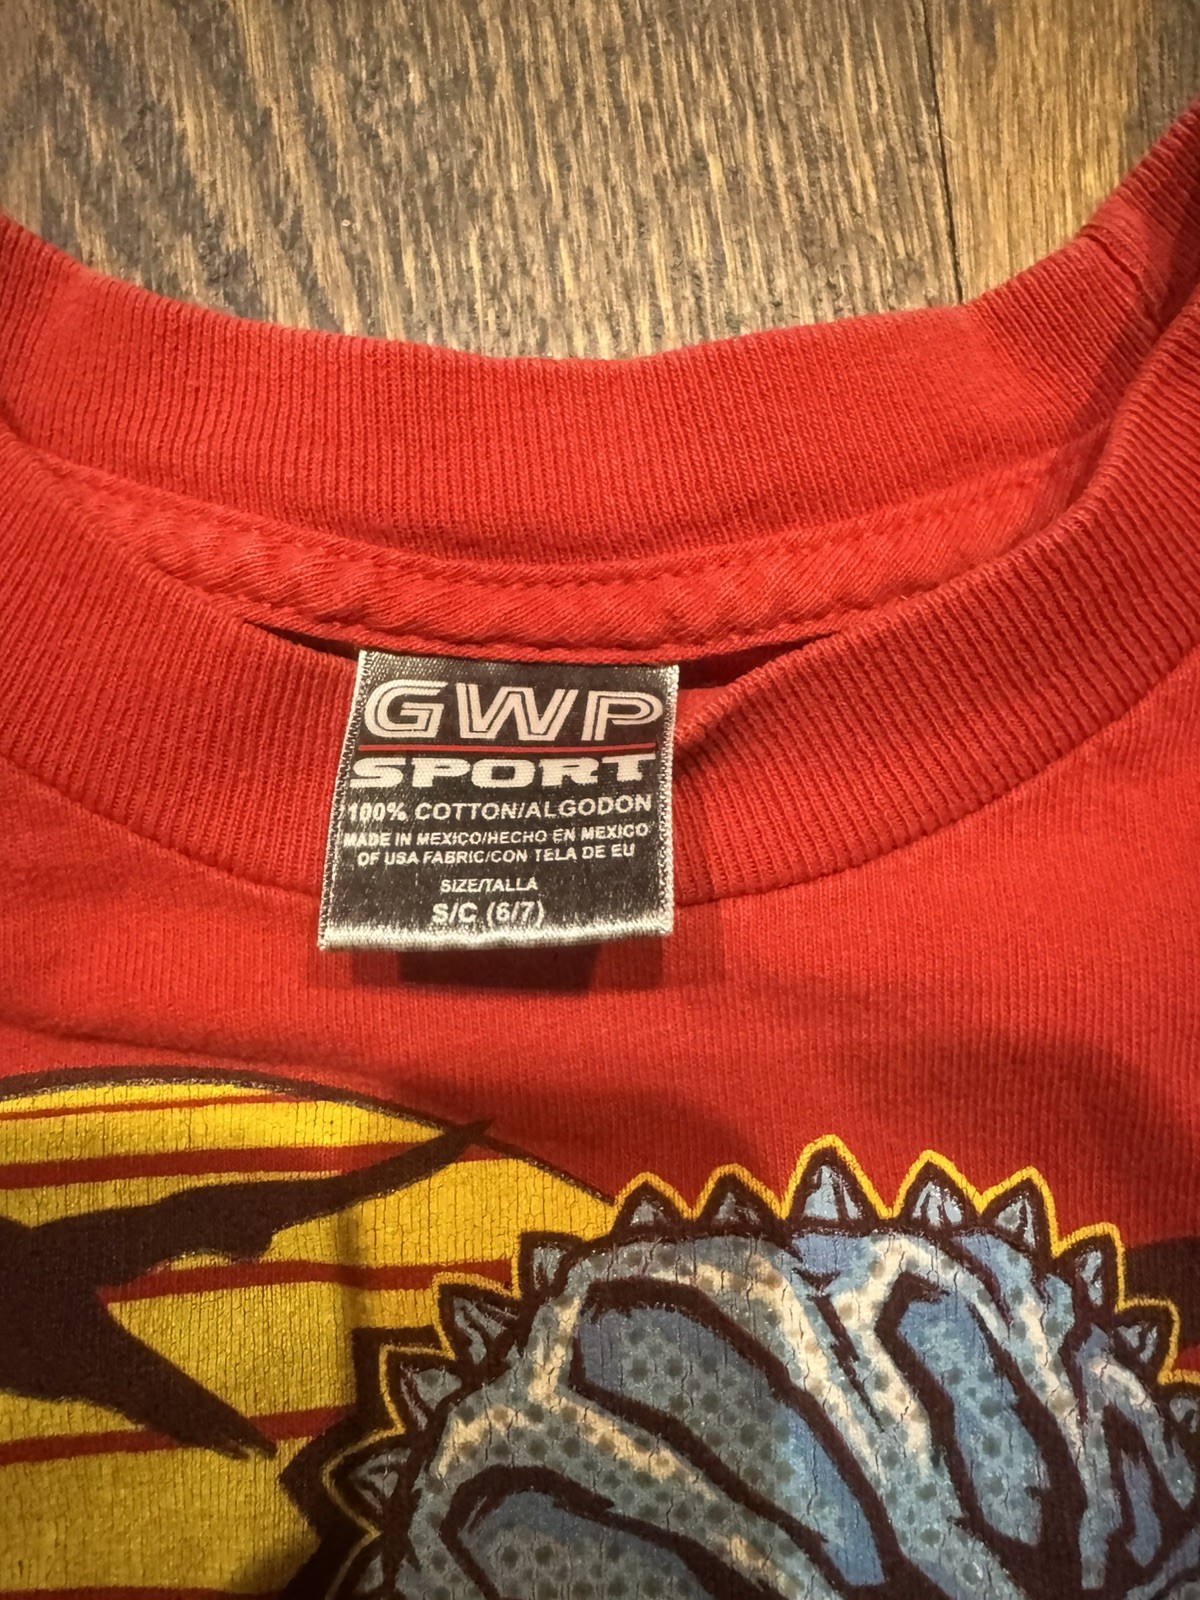 GWP
SPORT
100% COTTON/ALGODON
MADE IN MEXICO/HECHO EN MEXICO
OF USA FABRIC/CON TELA DE EU
SIZE/TALLA
S/C (6/7)